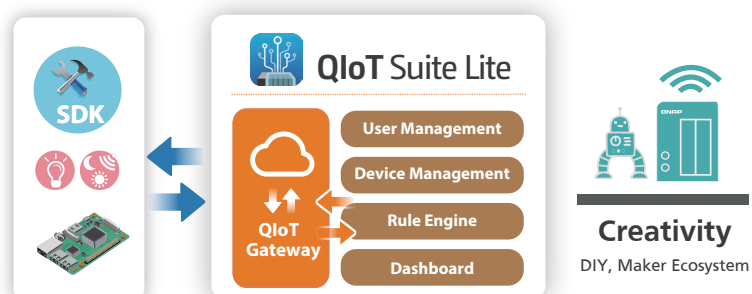 SDK
QIoT Suite Lite
QIoT
Gateway
User Management
Device Management
Rule Engine
Dashboard
QNAP
Creativity
DIY, Maker Ecosystem